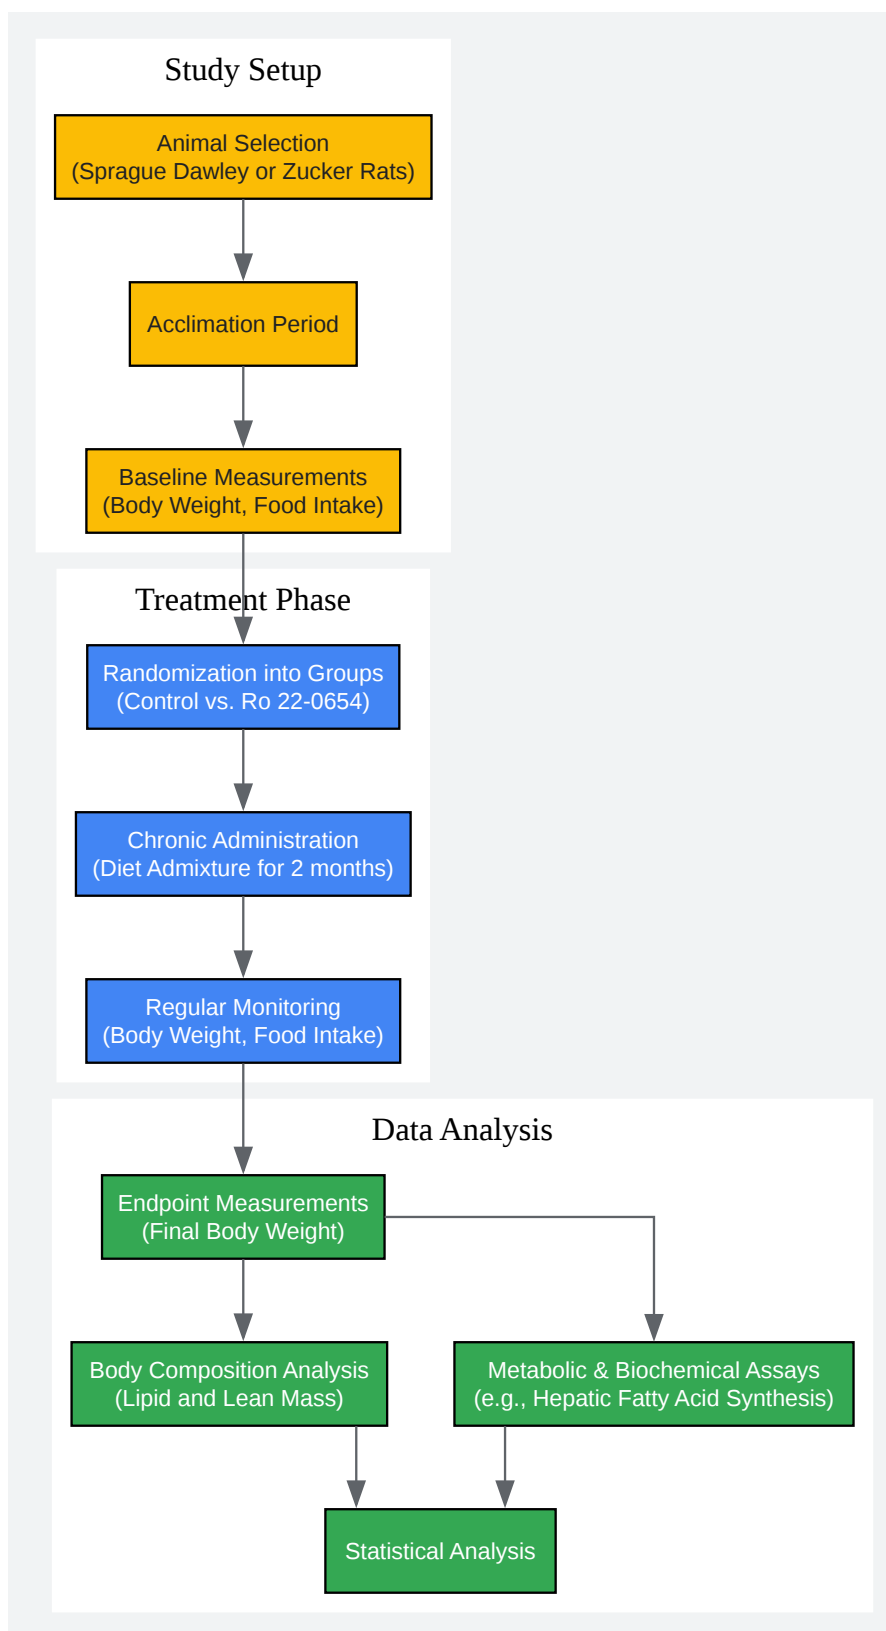 Study Setup
Animal Selection
(Sprague Dawley or Zucker Rats)
Acclimation Period
Baseline Measurements
(Body Weight, Food Intake)
Treatment Phase
Randomization into Groups
(Control vs. Ro 22-0654)
Chronic Administration
(Diet Admixture for 2 months)
Regular Monitoring
(Body Weight, Food Intake)
Data Analysis
Endpoint Measurements
(Final Body Weight)
Body Composition Analysis
(Lipid and Lean Mass)
Metabolic & Biochemical Assays
(e.g., Hepatic Fatty Acid Synthesis)
Statistical Analysis